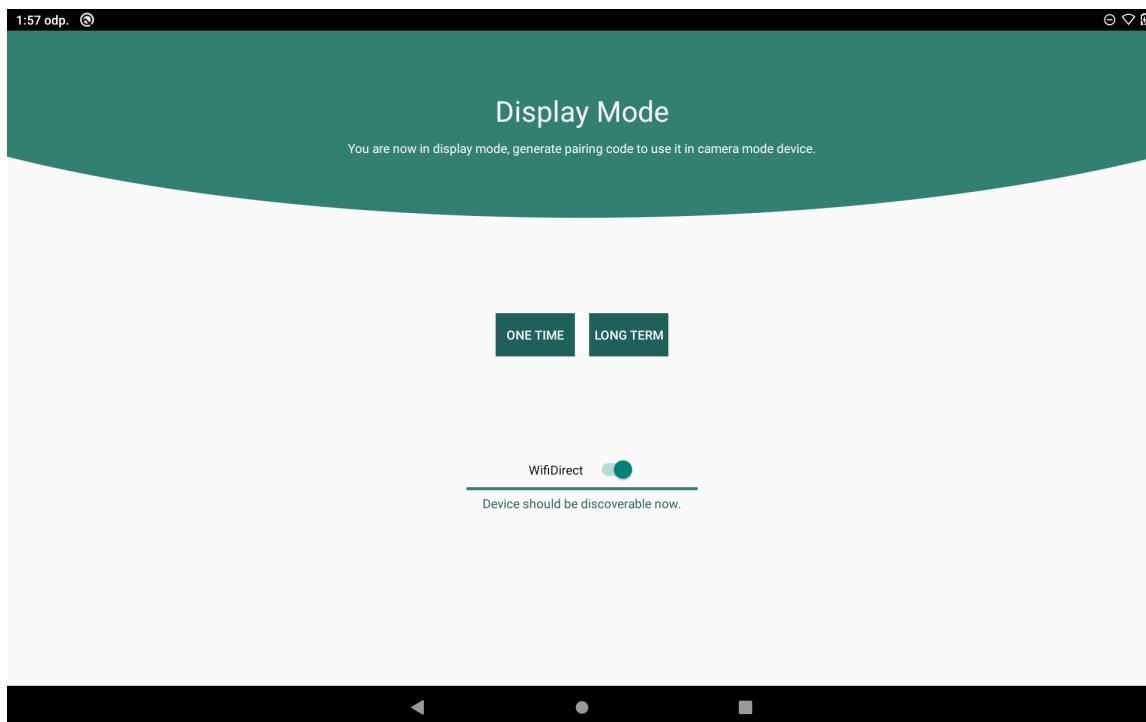 1:57 odp.
Display Mode
You are now in display mode, generate pairing code to use it in camera mode device.
ONE TIME
LONG TERM
WifiDirect
Device should be discoverable now.